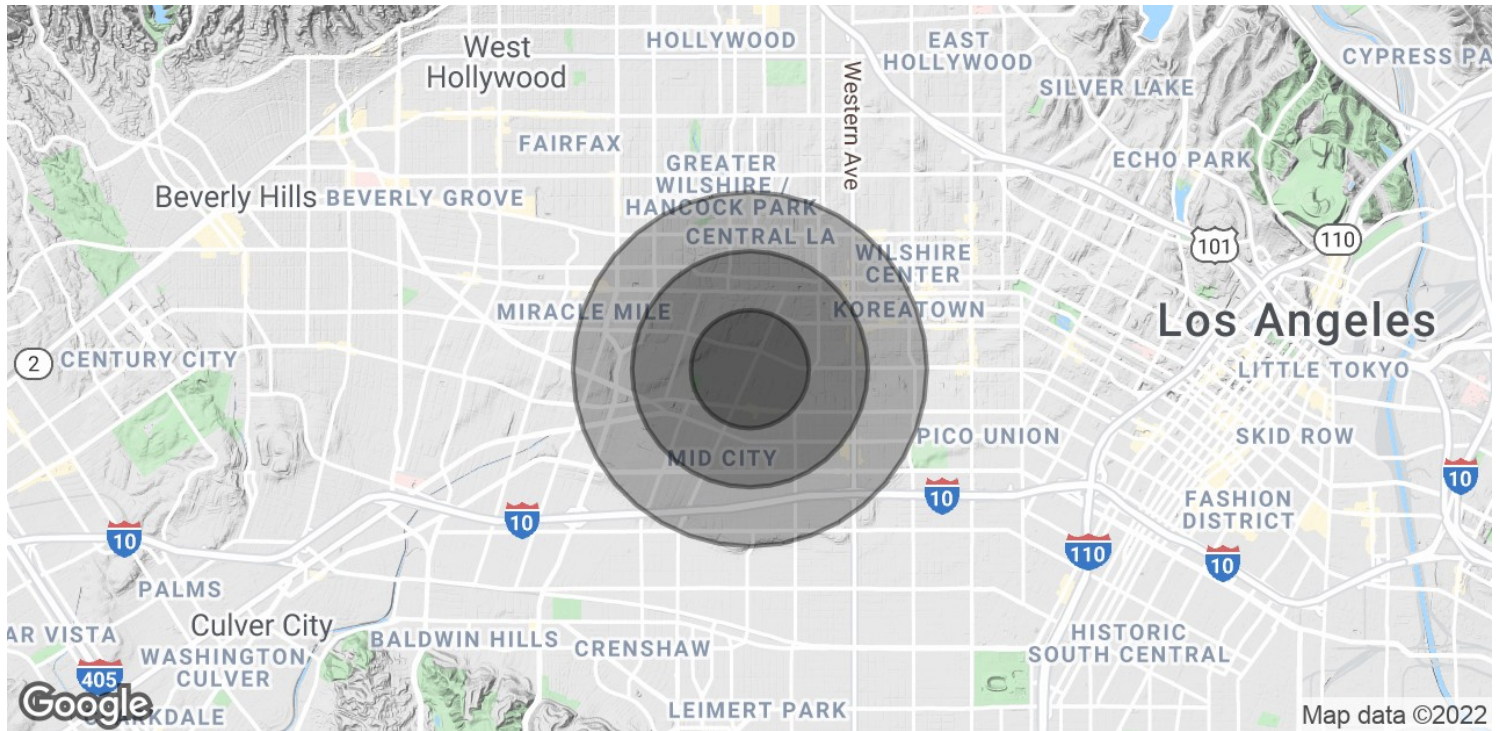 West
Hollywood
HOLLYWOOD
EAST
HOLLYWOOD
CYPRESS PA
SILVER LAKE
Western Ave
FAIRFAX
ECHO PARK
GREATER
WILSHIRE /
HANCOCK PARK
Beverly Hills
BEVERLY GROVE
CENTRAL LA
WILSHIRE
CENTER
101
110
MIRACLE MILE
KOREATOWN
Los Angeles
2
CENTURY CITY
LITTLE TOKYO
PICO UNION
SKID ROW
MID CITY
10
10
10
10
FASHION
DISTRICT
110
10
PALMS
Culver City
AR VISTA
WASHINGTON
CULVER
BALDWIN HILLS
CRENSHAW
HISTORIC
SOUTH CENTRAL
405
Google
LEIMERT PARK
Map data ©2022